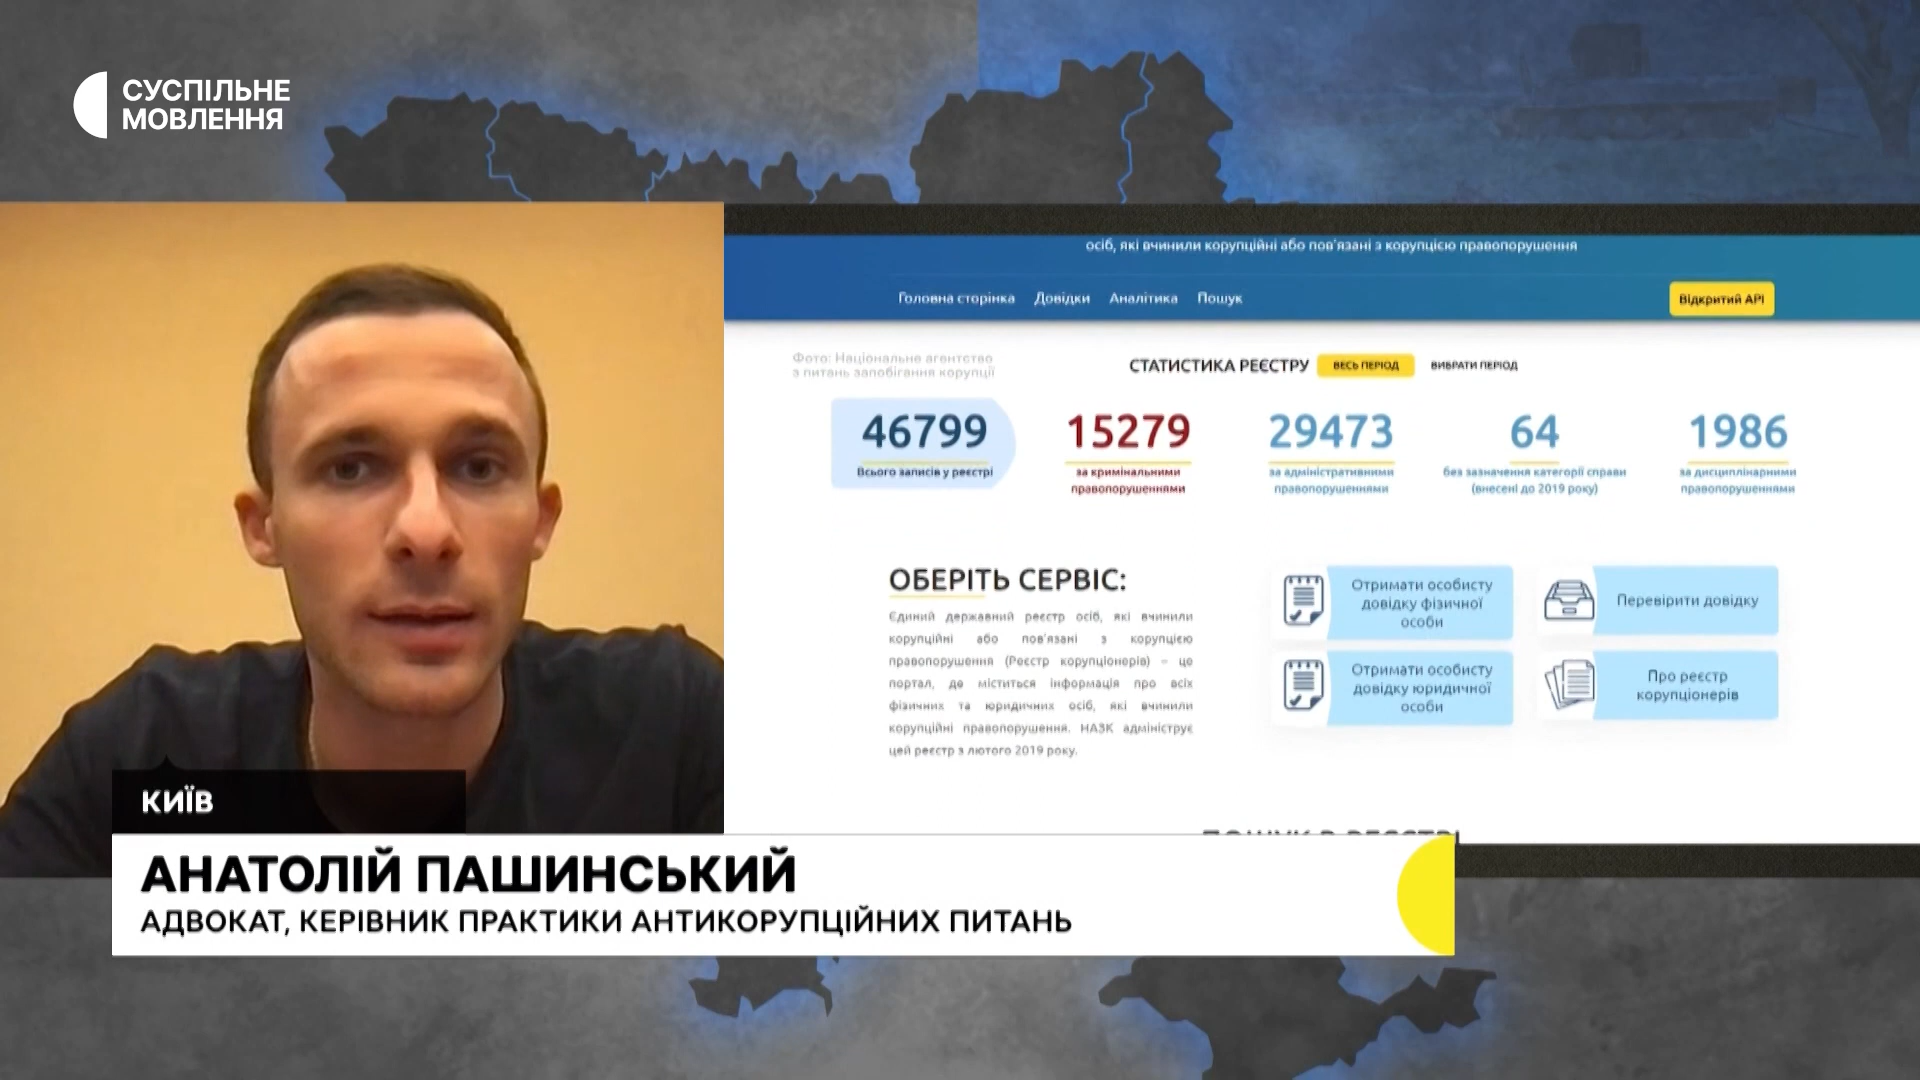 СУСПІЛЬНЕ
МОВЛЕННЯ
осіб, які вчинили корупційні або пов'язані з корупцією правопорушення
Головна сторінка Довідки Аналітика Пошук
Відкритий АРІ
Фото: Національне агентство
з питань запобігання корупції
СТАТИСТИКА РЕЄСТРУ ВЕСЬ ПЕРІОД ВИБРАТИ ПЕРІОД
46799
Всього записів у реєстрі
15279
за кримінальними
правопорушеннями
29473
за адміністративними
правопорушеннями
64
без зазначення категорії справи
(внесені до 2019 року)
1986
за дисциплінарними
правопорушеннями
ОБЕРІТЬ СЕРВІС:
Єдиний державний реєстр осіб, які вчинили
корупційні або пов'язані з корупцією
правопорушення (Реєстр корупціонерів) – це
портал, де міститься інформація про всіх
фізичних та юридичних осіб, які вчинили
корупційні правопорушення. НАЗК адмініструє
цей реєстр з лютого 2019 року.
Отримати особисту
довідку фізичної
особи
Перевірити довідку
Отримати особисту
довідку юридичної
особи
Про реєстр
корупціонерів
КИЇВ
АНАТОЛІЙ ПАШИНСЬКИЙ
АДВОКАТ, КЕРІВНИК ПРАКТИКИ АНТИКОРУПЦІЙНИХ ПИТАНЬ